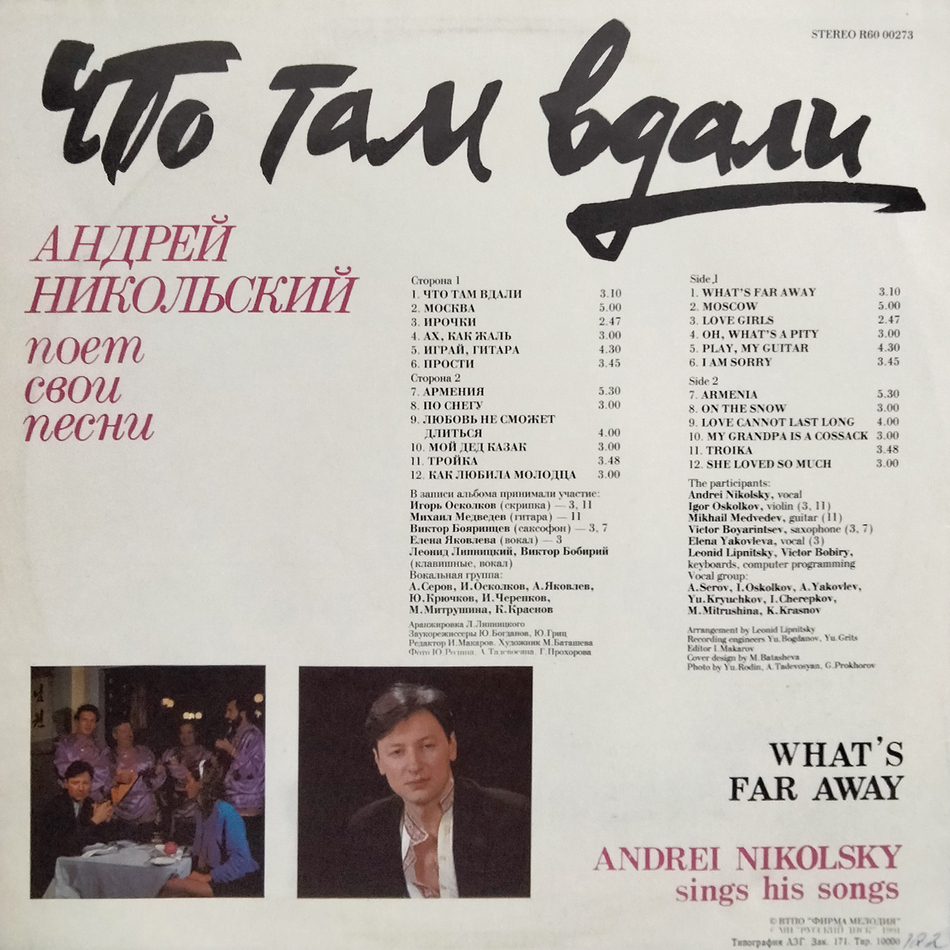 STEREO R60 00273
Что там вдали
АНДРЕЙ
НИКОЛЬСКИЙ
поет
свои
песни
Сторона 1
1. ЧТО ТАМ ВДАЛИ 3.10
2. МОСКВА 5.00
3. ИРОЧКИ 2.47
4. АХ, КАК ЖАЛЬ 3.00
5. ИГРАЙ, ГИТАРА 4.30
6. ПРОСТИ 3.45
Сторона 2
7. АРМЕНИЯ 5.30
8. ПО СНЕГУ 3.00
9. ЛЮБОВЬ НЕ СМОЖЕТ
ДЛИТЬСЯ 4.00
10. МОЙ ДЕД КАЗАК 3.00
11. ТРОЙКА 3.48
12. КАК ЛЮБИЛА МОЛОДЦА 3.00
В записи альбома принимали участие:
Игорь Осколков (скрипка) — 3, 11
Михаил Медведев (гитара) — 11
Виктор Бояринцев (саксофон) — 3, 7
Елена Яковлева (вокал) — 3
Леонид Липницкий, Виктор Бобирий
(клавишные, вокал)
Вокальная группа:
А.Серов, И.Осколков, А.Яковлев,
Ю.Крючков, И.Черепков,
М.Митрушина, К.Краснов
Аранжировка Л.Липницкого
Звукорежиссеры Ю.Богданов, Ю.Гриц
Редактор И.Макаров. Художник М.Баташева
Фото Ю.Родина, А.Тадевосяна, Г.Прохорова
Side 1
1. WHAT'S FAR AWAY 3.10
2. MOSCOW 5.00
3. LOVE GIRLS 2.47
4. OH, WHAT'S A PITY 3.00
5. PLAY, MY GUITAR 4.30
6. I AM SORRY 3.45
Side 2
7. ARMENIA 5.30
8. ON THE SNOW 3.00
9. LOVE CANNOT LAST LONG 4.00
10. MY GRANDPA IS A COSSACK 3.00
11. TROIKA 3.48
12. SHE LOVED SO MUCH 3.00
The participants:
Andrei Nikolsky, vocal
Igor Oskolkov, violin (3, 11)
Mikhail Medvedev, guitar (11)
Victor Boyarintsev, saxophone (3, 7)
Elena Yakovleva, vocal (3)
Leonid Lipnitsky, Victor Bobiry,
keyboards, computer programming
Vocal group:
A.Serov, I.Oskolkov, A.Yakovlev,
Yu.Kryuchkov, I.Cherepkov,
M.Mitrushina, K.Krasnov
Arrangement by Leonid Lipnitsky
Recording engineers Yu.Bogdanov, Yu.Grits
Editor I.Makarov
Cover design by M.Batasheva
Photo by Yu.Rodin, A.Tadevosyan, G.Prokhorov
WHAT'S
FAR AWAY
ANDREI NIKOLSKY
sings his songs
© ВТПО "ФИРМА МЕЛОДИЯ"
"РУССКИЙ ДИСК"
Типография АЗГ. Зак. 171. Тир. 10000